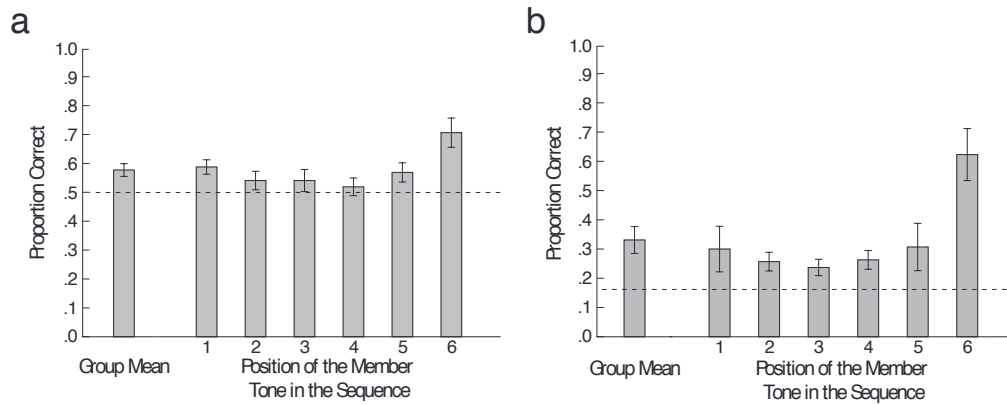 a
1.0
.9
.8
.7
.6
.5
.4
.3
.2
.1
.0
Proportion Correct
1 2 3 4 5 6
Group Mean
Position of the Member
Tone in the Sequence
b
1.0
.9
.8
.7
.6
.5
.4
.3
.2
.1
.0
Proportion Correct
1 2 3 4 5 6
Group Mean
Position of the Member
Tone in the Sequence